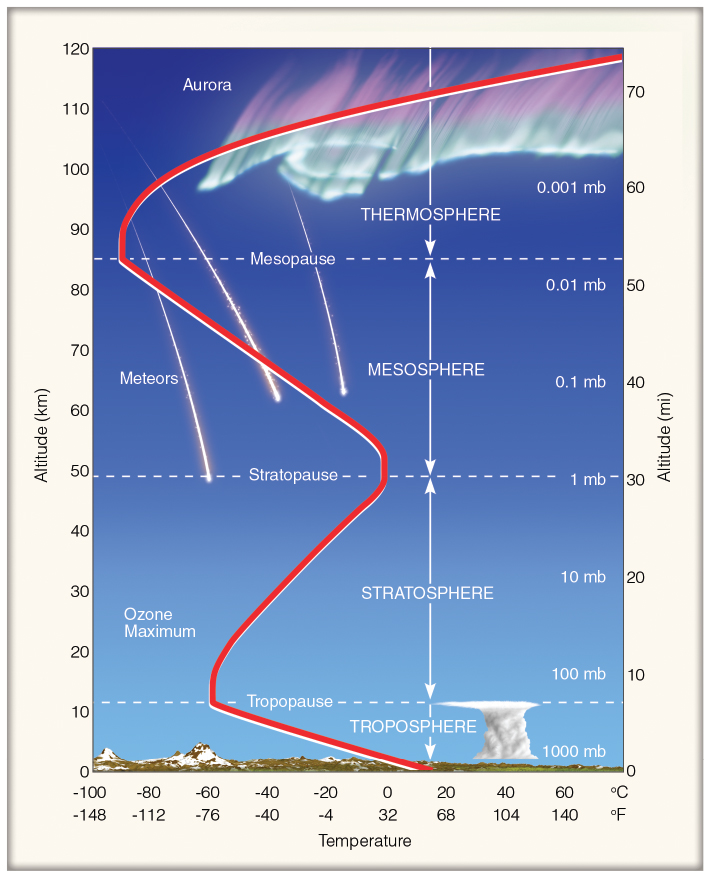 120
110
100
90
80
70
60
50
40
30
20
10
0
Altitude (km)
Aurora
THERMOSPHERE
Mesopause
MESOSPHERE
Meteors
Stratopause
STRATOSPHERE
Ozone
Maximum
Tropopause
TROPOSPHERE
0.001 mb
0.01 mb
0.1 mb
1 mb
10 mb
100 mb
1000 mb
70
60
50
40
30
20
10
0
Altitude (mi)
-100 -80 -60 -40 -20 0 20 40 60 °C
-148 -112 -76 -40 -4 32 68 104 140 °F
Temperature